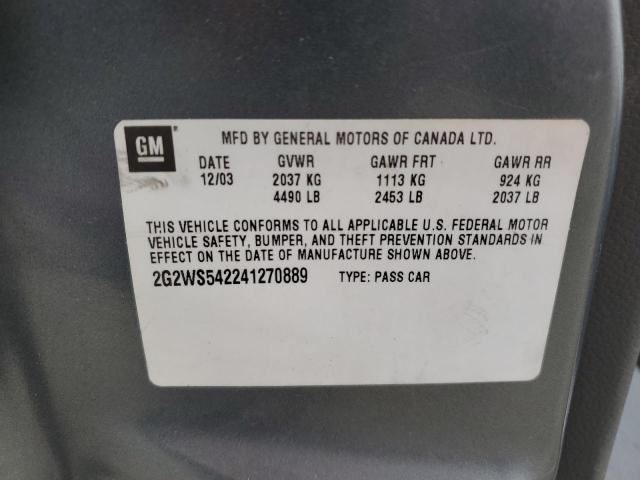 GM
MFD BY GENERAL MOTORS OF CANADA LTD.
DATE GVWR GAWR FRT GAWR RR
12/03 2037 KG 1113 KG 924 KG
4490 LB 2453 LB 2037 LB
THIS VEHICLE CONFORMS TO ALL APPLICABLE U.S. FEDERAL MOTOR
VEHICLE SAFETY, BUMPER, AND THEFT PREVENTION STANDARDS IN
EFFECT ON THE DATE OF MANUFACTURE SHOWN ABOVE.
2G2WS542241270889 TYPE: PASS CAR